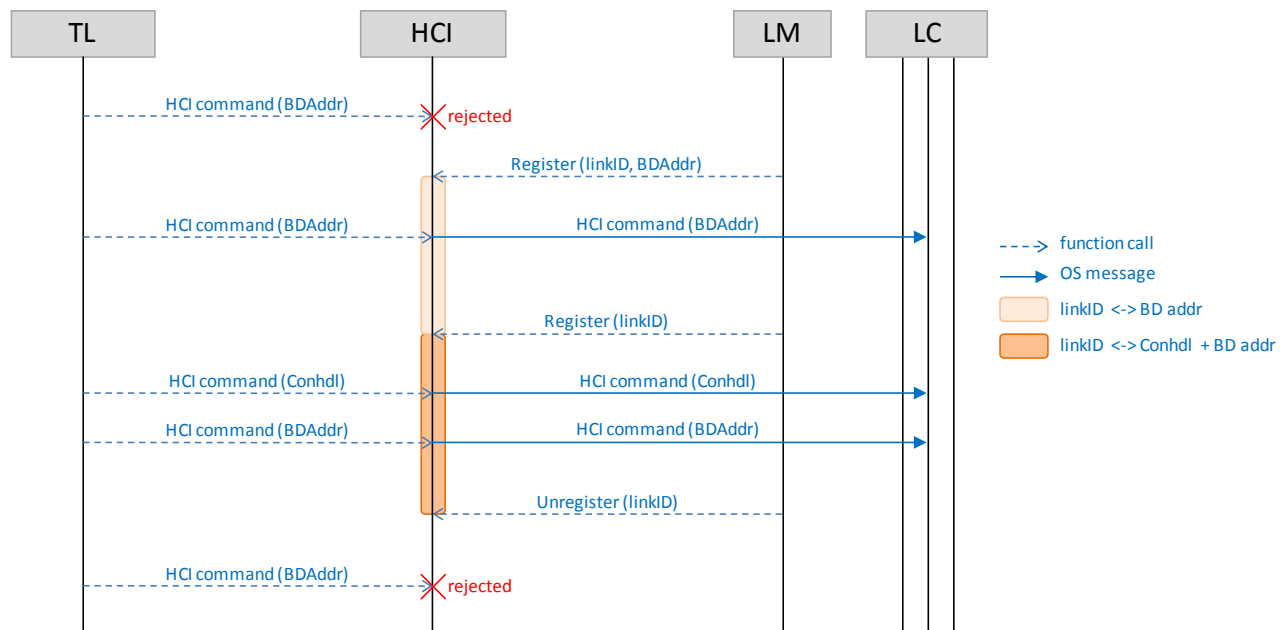 TL
HCI
LM
LC
HCI command (BDAddr)
rejected
Register (linkID, BDAddr)
HCI command (BDAddr)
HCI command (BDAddr)
function call
OS message
linkID <-> BD addr
Register (linkID)
linkID <-> Conhdl + BD addr
HCI command (Conhdl)
HCI command (Conhdl)
HCI command (BDAddr)
HCI command (BDAddr)
Unregister (linkID)
HCI command (BDAddr)
rejected